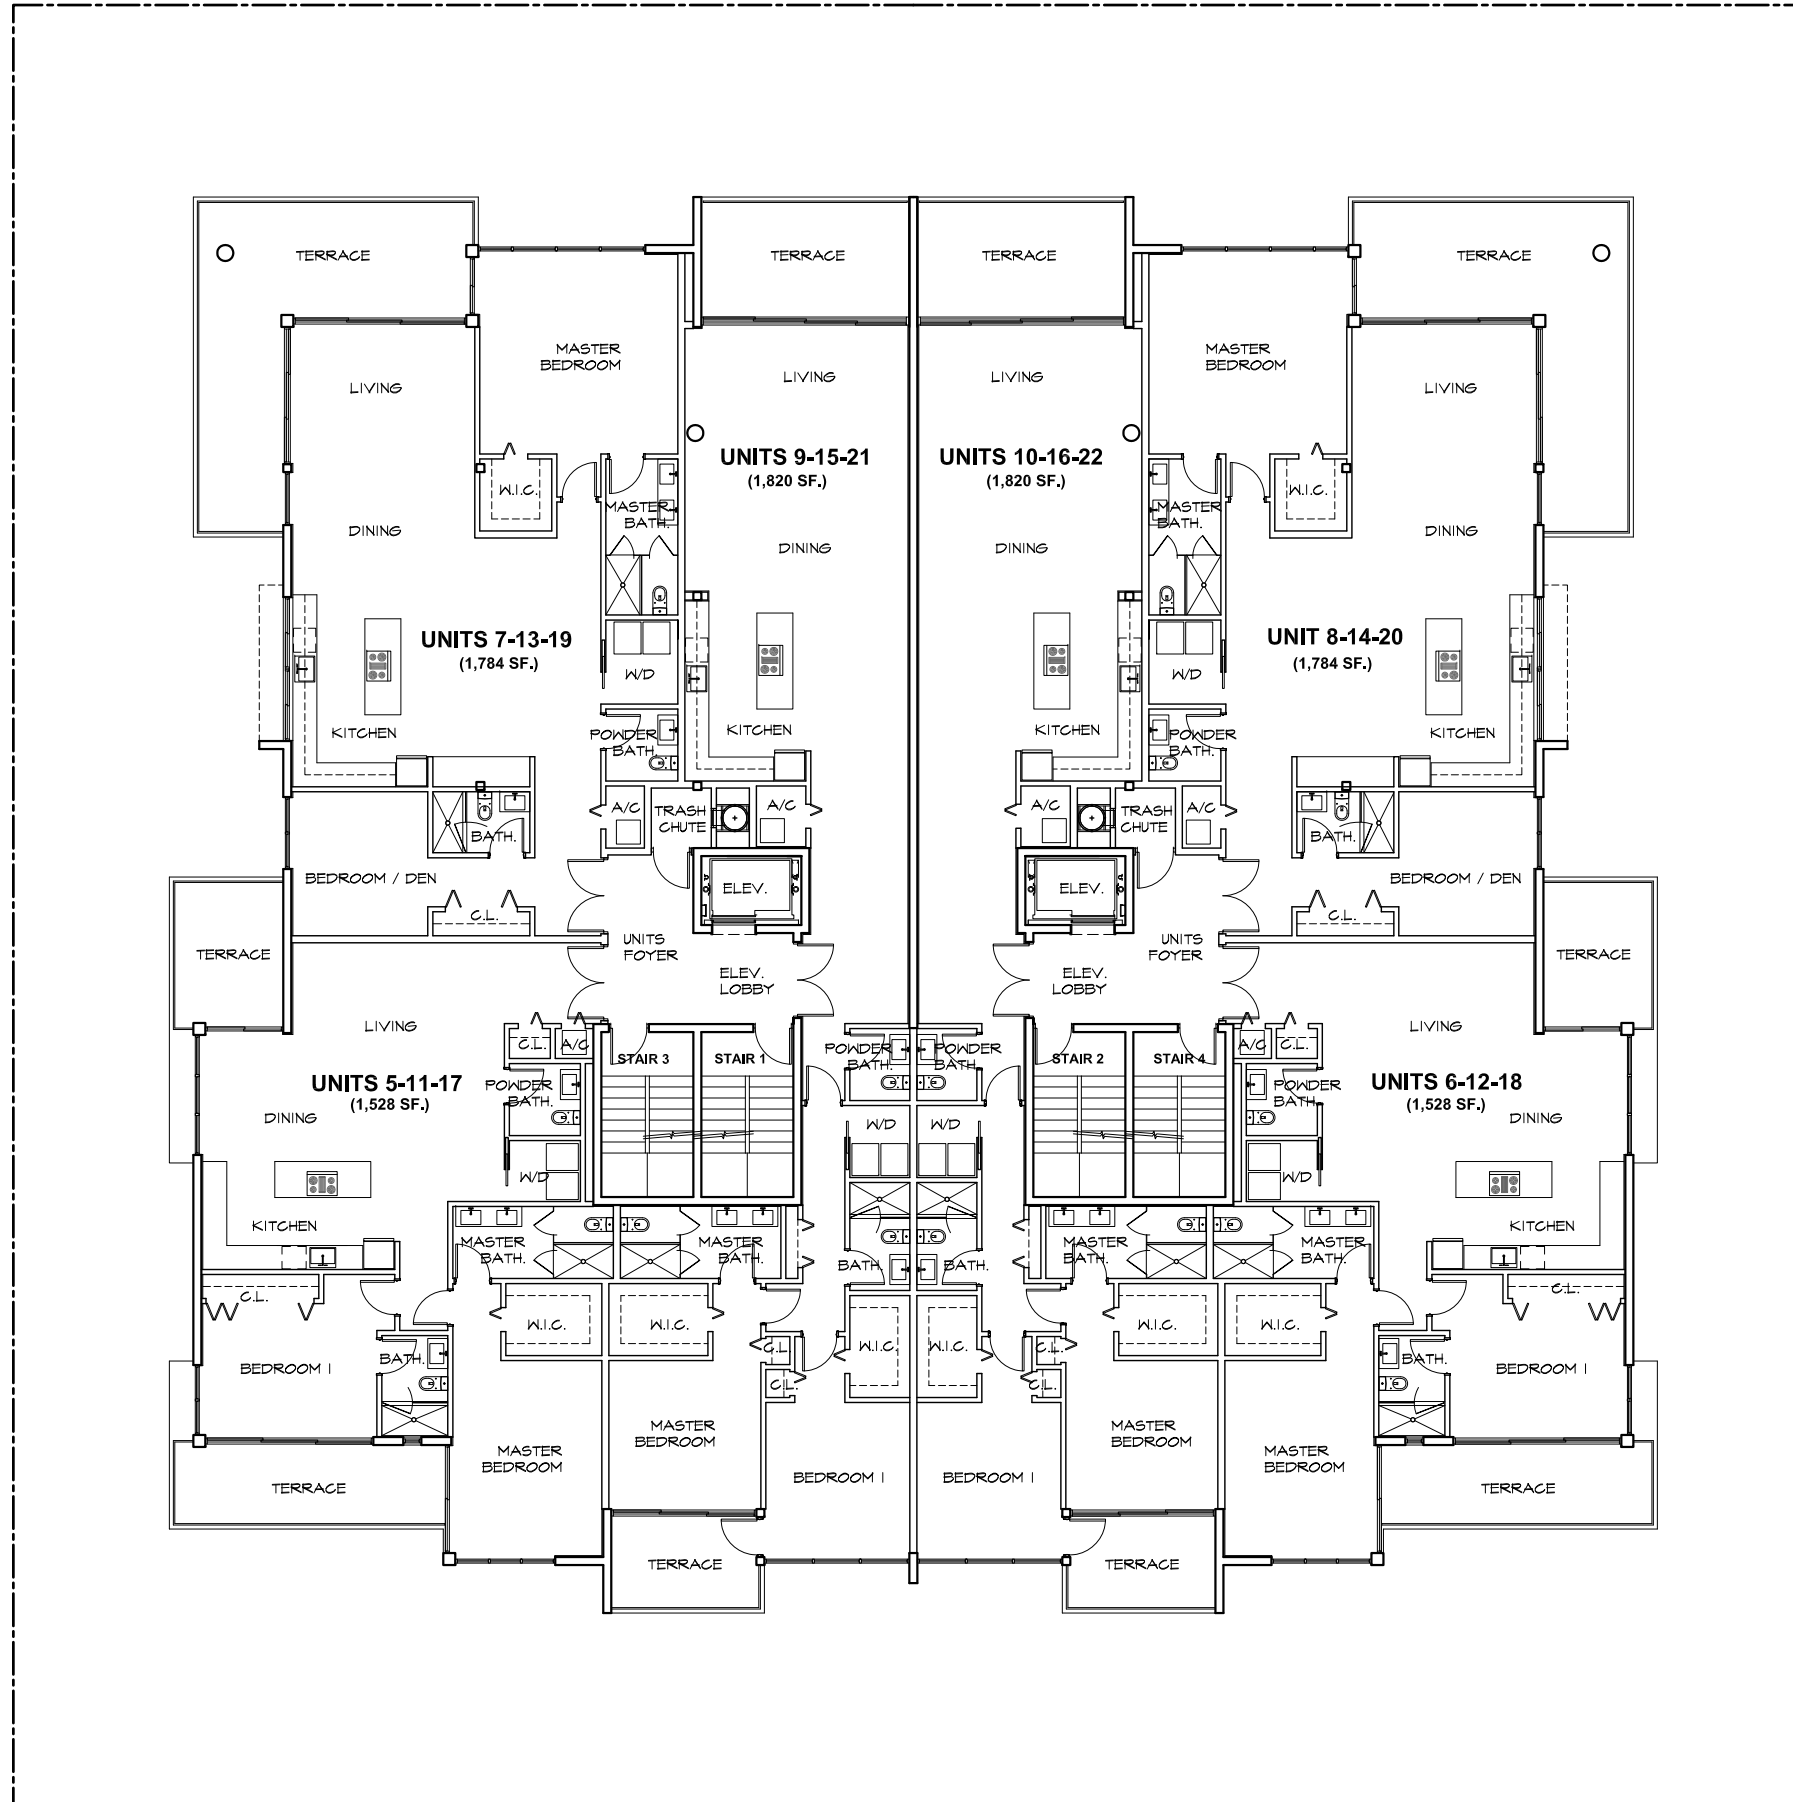 TERRACE
TERRACE
TERRACE
TERRACE
MASTER
BEDROOM
MASTER
BEDROOM
LIVING
LIVING
LIVING
LIVING
UNITS 9-15-21
(1,820 SF.)
UNITS 10-16-22
(1,820 SF.)
W.I.C.
W.I.C.
MASTER
BATH.
MASTER
BATH.
DINING
DINING
DINING
DINING
UNITS 7-13-19
(1,784 SF.)
UNIT 8-14-20
(1,784 SF.)
W/D
W/D
KITCHEN
POWDER
BATH.
KITCHEN
KITCHEN
POWDER
BATH.
KITCHEN
A/C
TRASH
CHUTE
A/C
A/C
TRASH
CHUTE
A/C
BATH.
BATH.
BEDROOM / DEN
ELEV.
ELEV.
BEDROOM / DEN
C.L.
C.L.
TERRACE
UNITS
FOYER
UNITS
FOYER
TERRACE
ELEV.
LOBBY
ELEV.
LOBBY
LIVING
LIVING
C.L.
A/C
STAIR 3
STAIR 1
POWDER
BATH.
POWDER
BATH.
STAIR 2
STAIR 4
A/C
C.L.
UNITS 5-11-17
(1,528 SF.)
POWDER
BATH.
POWDER
BATH.
UNITS 6-12-18
(1,528 SF.)
DINING
W/D
W/D
DINING
W/D
W/D
KITCHEN
KITCHEN
MASTER
BATH.
MASTER
BATH.
BATH.
BATH.
MASTER
BATH.
MASTER
BATH.
C.L.
C.L.
W.I.C.
W.I.C.
W.I.C.
W.I.C.
W.I.C.
W.I.C.
C.L.
C.L.
C.L.
C.L.
BEDROOM 1
BATH.
BATH.
BEDROOM 1
MASTER
BEDROOM
MASTER
BEDROOM
MASTER
BEDROOM
MASTER
BEDROOM
BEDROOM 1
BEDROOM 1
TERRACE
TERRACE
TERRACE
TERRACE